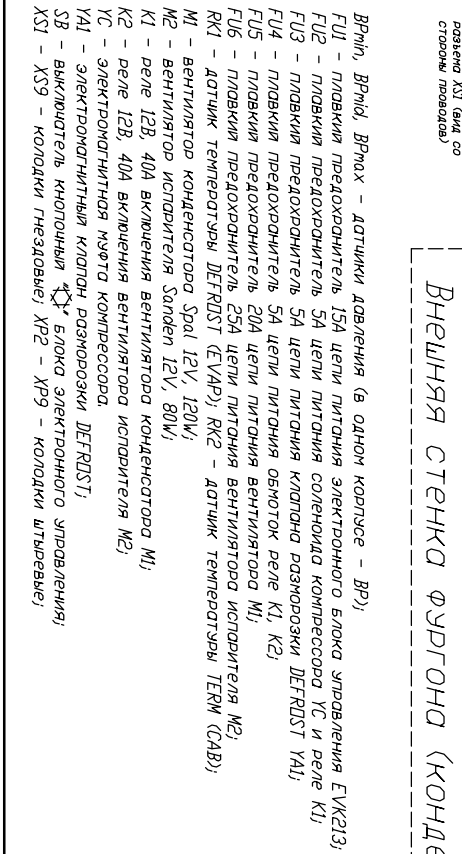 разъема XS1 (вид со
стороны проводов)
Внешняя стенка фургона (конде
BPmin, BPmid, BPmax - датчики давления (в одном корпусе - BP);
FU1 - плавкий предохранитель 15А цепи питания электронного блока управления EVK213;
FU2 - плавкий предохранитель 5А цепи питания соленоида компрессора YC и реле K1;
FU3 - плавкий предохранитель 5А цепи питания клапана разморозки DEFROST YA1;
FU4 - плавкий предохранитель 5А цепи питания обмоток реле K1, K2;
FU5 - плавкий предохранитель 20А цепи питания вентилятора M1;
FU6 - плавкий предохранитель 25А цепи питания вентилятора испарителя M2;
RK1 - датчик температуры DEFROST (EVAP); RK2 - датчик температуры TERM (CAB);
M1 - вентилятор конденсатора Spal 12V, 120W;
M2 - вентилятор испарителя Sanden 12V, 80W;
K1 - реле 12В, 40А включения вентилятора конденсатора M1;
K2 - реле 12В, 40А включения вентилятора испарителя M2;
YC - электромагнитная муфта компрессора.
YA1 - электромагнитный клапан разморозки DEFROST;
SB - выключатель кнопочный "❄" блока электронного управления;
XS1 - XS9 - колодки гнездовые; XP2 - XP9 - колодки штыревые;